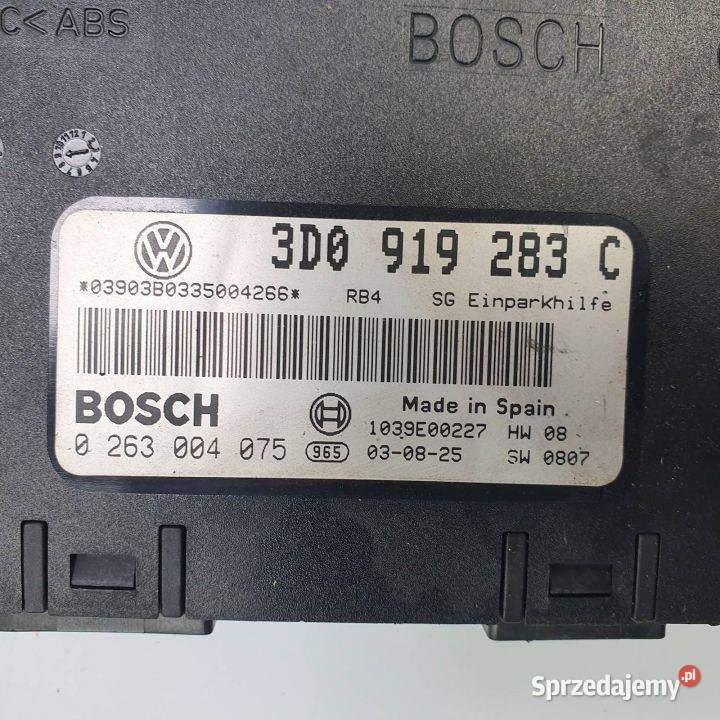 C<ABS
BOSCH
3D0 919 283 C
*03903B0335004266* RB4 SG Einparkhilfe
BOSCH
Made in Spain
1039E00227 HW 08
0 263 004 075 965 03-08-25 SW 0807
Sprzedajemy.pl